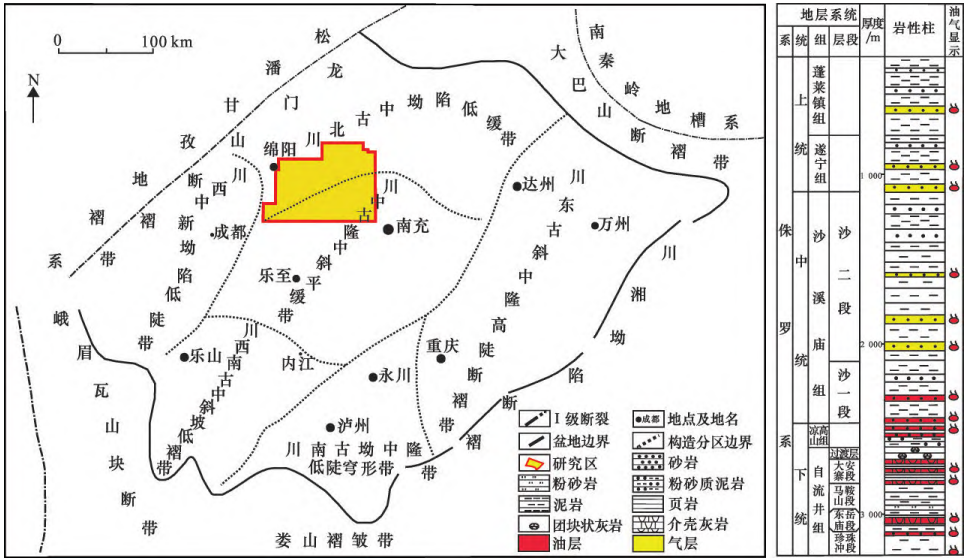 0 100 km
N
松龙门山断褶带
潘甘孜地褶系
南秦岭地槽系
大巴山断褶带
川北古中坳陷低缓带
绵阳
川西中新坳陷低陡带
成都
川中古隆中斜平缓带
南充
乐至
达州
万州
川东古斜中隆高陡断褶带
川湘坳陷断褶带
峨眉瓦山块断带
乐山
川西南古中斜坡低褶带
内江
重庆
永川
泸州
川南古坳中隆
低陡穹形带
娄山褶皱带
Ⅰ级断裂
成都 地点及地名
盆地边界
构造分区边界
研究区
砂岩
粉砂岩
粉砂质泥岩
泥岩
页岩
团块状灰岩
介壳灰岩
油层
气层
地层系统
厚度/m
岩性柱
油气显示
系 统 组 层段
侏罗系
上统
中统
下统
蓬莱镇组
遂宁组
沙溪庙组
沙二段
沙一段
凉高山组
自流井组
过渡层
大安寨段
马鞍山段
东岳庙段
珍珠冲段
1 000
2 000
3 000